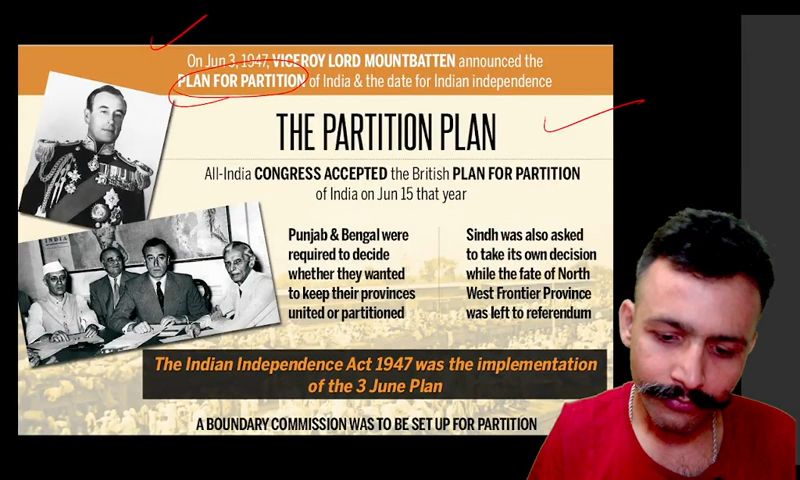 On Jun 3, 1947, VICEROY LORD MOUNTBATTEN announced the
PLAN FOR PARTITION of India & the date for Indian independence
THE PARTITION PLAN
All-India CONGRESS ACCEPTED the British PLAN FOR PARTITION
of India on Jun 15 that year
Punjab & Bengal were
required to decide
whether they wanted
to keep their provinces
united or partitioned
Sindh was also asked
to take its own decision
while the fate of North
West Frontier Province
was left to referendum
INDIA
The Indian Independence Act 1947 was the implementation
of the 3 June Plan
A BOUNDARY COMMISSION WAS TO BE SET UP FOR PARTITION